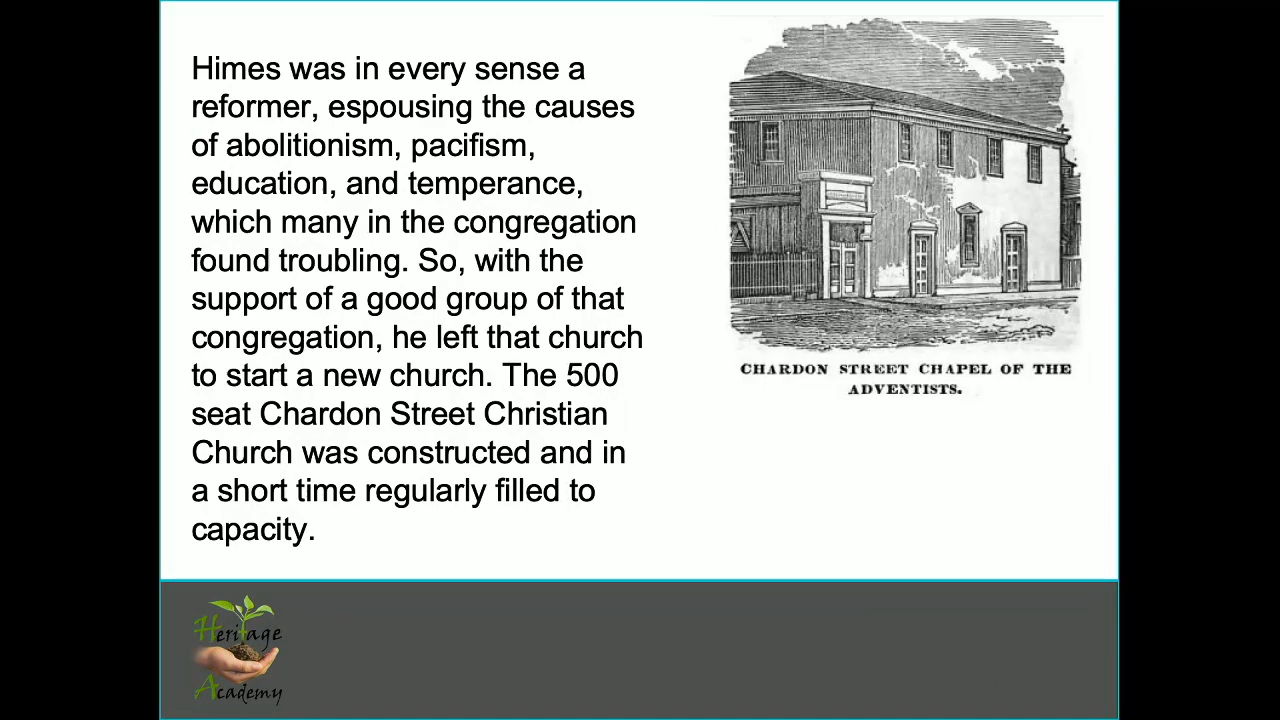 Himes was in every sense a
reformer, espousing the causes
of abolitionism, pacifism,
education, and temperance,
which many in the congregation
found troubling. So, with the
support of a good group of that
congregation, he left that church
to start a new church. The 500
seat Chardon Street Christian
Church was constructed and in
a short time regularly filled to
capacity.
CHARDON STREET CHAPEL OF THE
ADVENTISTS.
Heritage
Academy